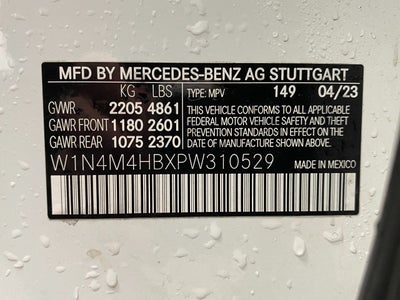 MFD BY MERCEDES-BENZ AG STUTTGART
KG LBS TYPE: MPV 149 04/23
GVWR 2205 4861 THIS VEHICLE CONFORMS TO ALL APPLICABLE
GAWR FRONT 1180 2601 FEDERAL MOTOR VEHICLE SAFETY AND THEFT
GAWR REAR 1075 2370 PREVENTION STANDARDS IN EFFECT ON THE DATE OF MANUFACTURE SHOWN ABOVE.
W1N4M4HBXPW310529 MADE IN MEXICO